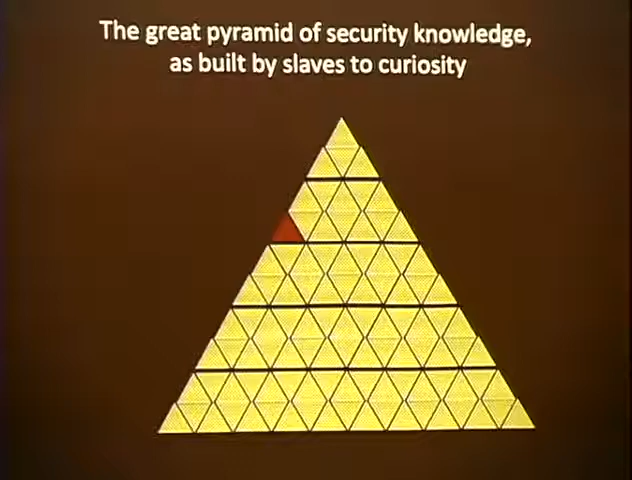 The great pyramid of security knowledge,
as built by slaves to curiosity